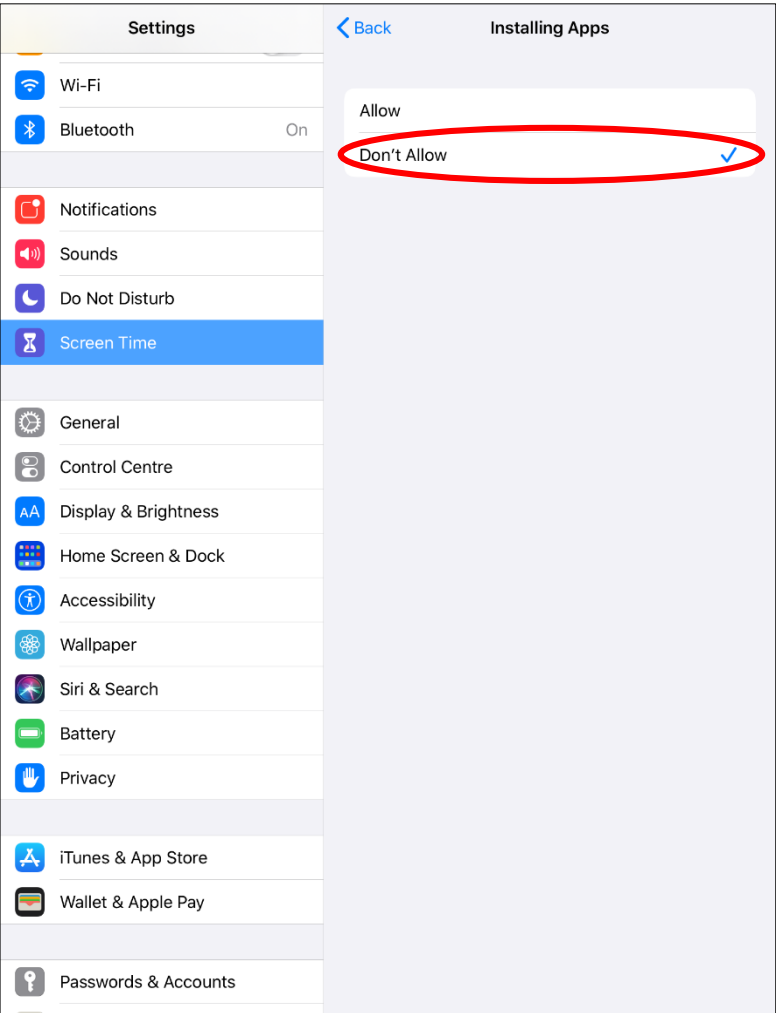 Settings
Wi-Fi
Bluetooth On
Notifications
Sounds
Do Not Disturb
Screen Time
General
Control Centre
AA Display & Brightness
Home Screen & Dock
Accessibility
Wallpaper
Siri & Search
Battery
Privacy
iTunes & App Store
Wallet & Apple Pay
Passwords & Accounts
Back Installing Apps
Allow
Don't Allow